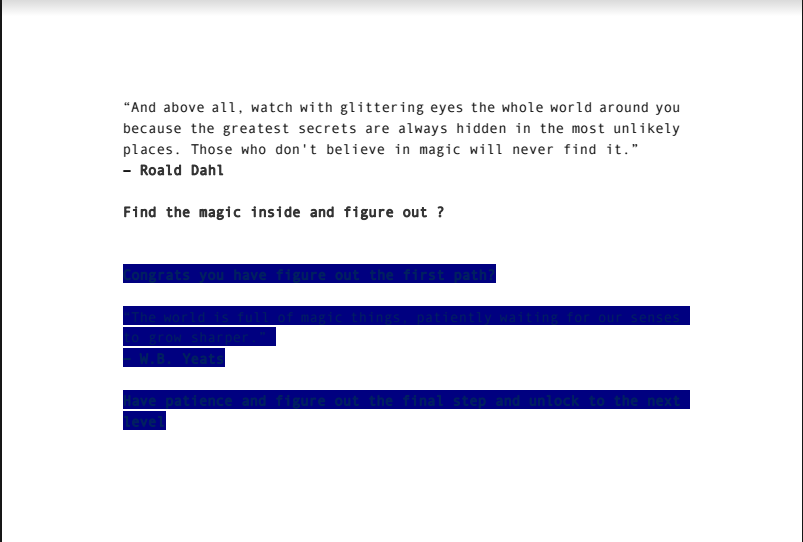 “And above all, watch with glittering eyes the whole world around you
because the greatest secrets are always hidden in the most unlikely
places. Those who don't believe in magic will never find it.”
— Roald Dahl
Find the magic inside and figure out ?
Congrats you have figure out the first path?
“The world is full of magic things, patiently waiting for our senses
to grow sharper.
— W.B. Yeats
Have patience and figure out the final step and unlock to the next
level